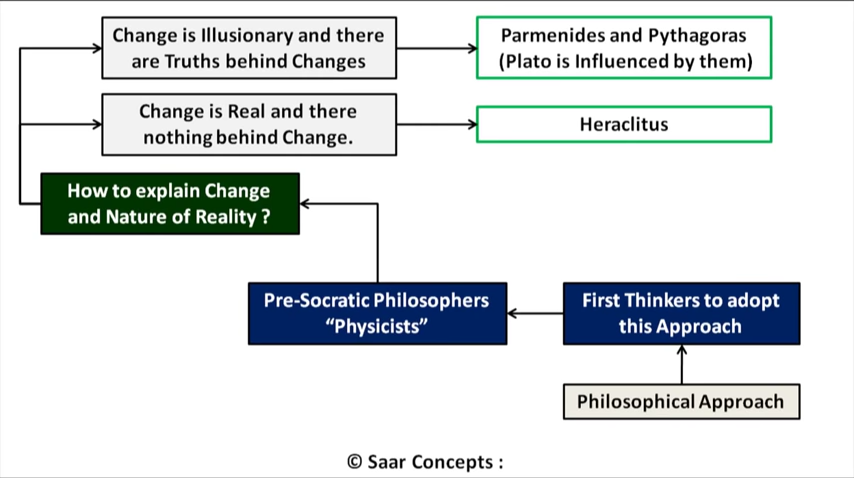 Change is Illusionary and there
are Truths behind Changes
Parmenides and Pythagoras
(Plato is Influenced by them)
Change is Real and there
nothing behind Change.
Heraclitus
How to explain Change
and Nature of Reality ?
Pre-Socratic Philosophers
“Physicists”
First Thinkers to adopt
this Approach
Philosophical Approach
© Saar Concepts :